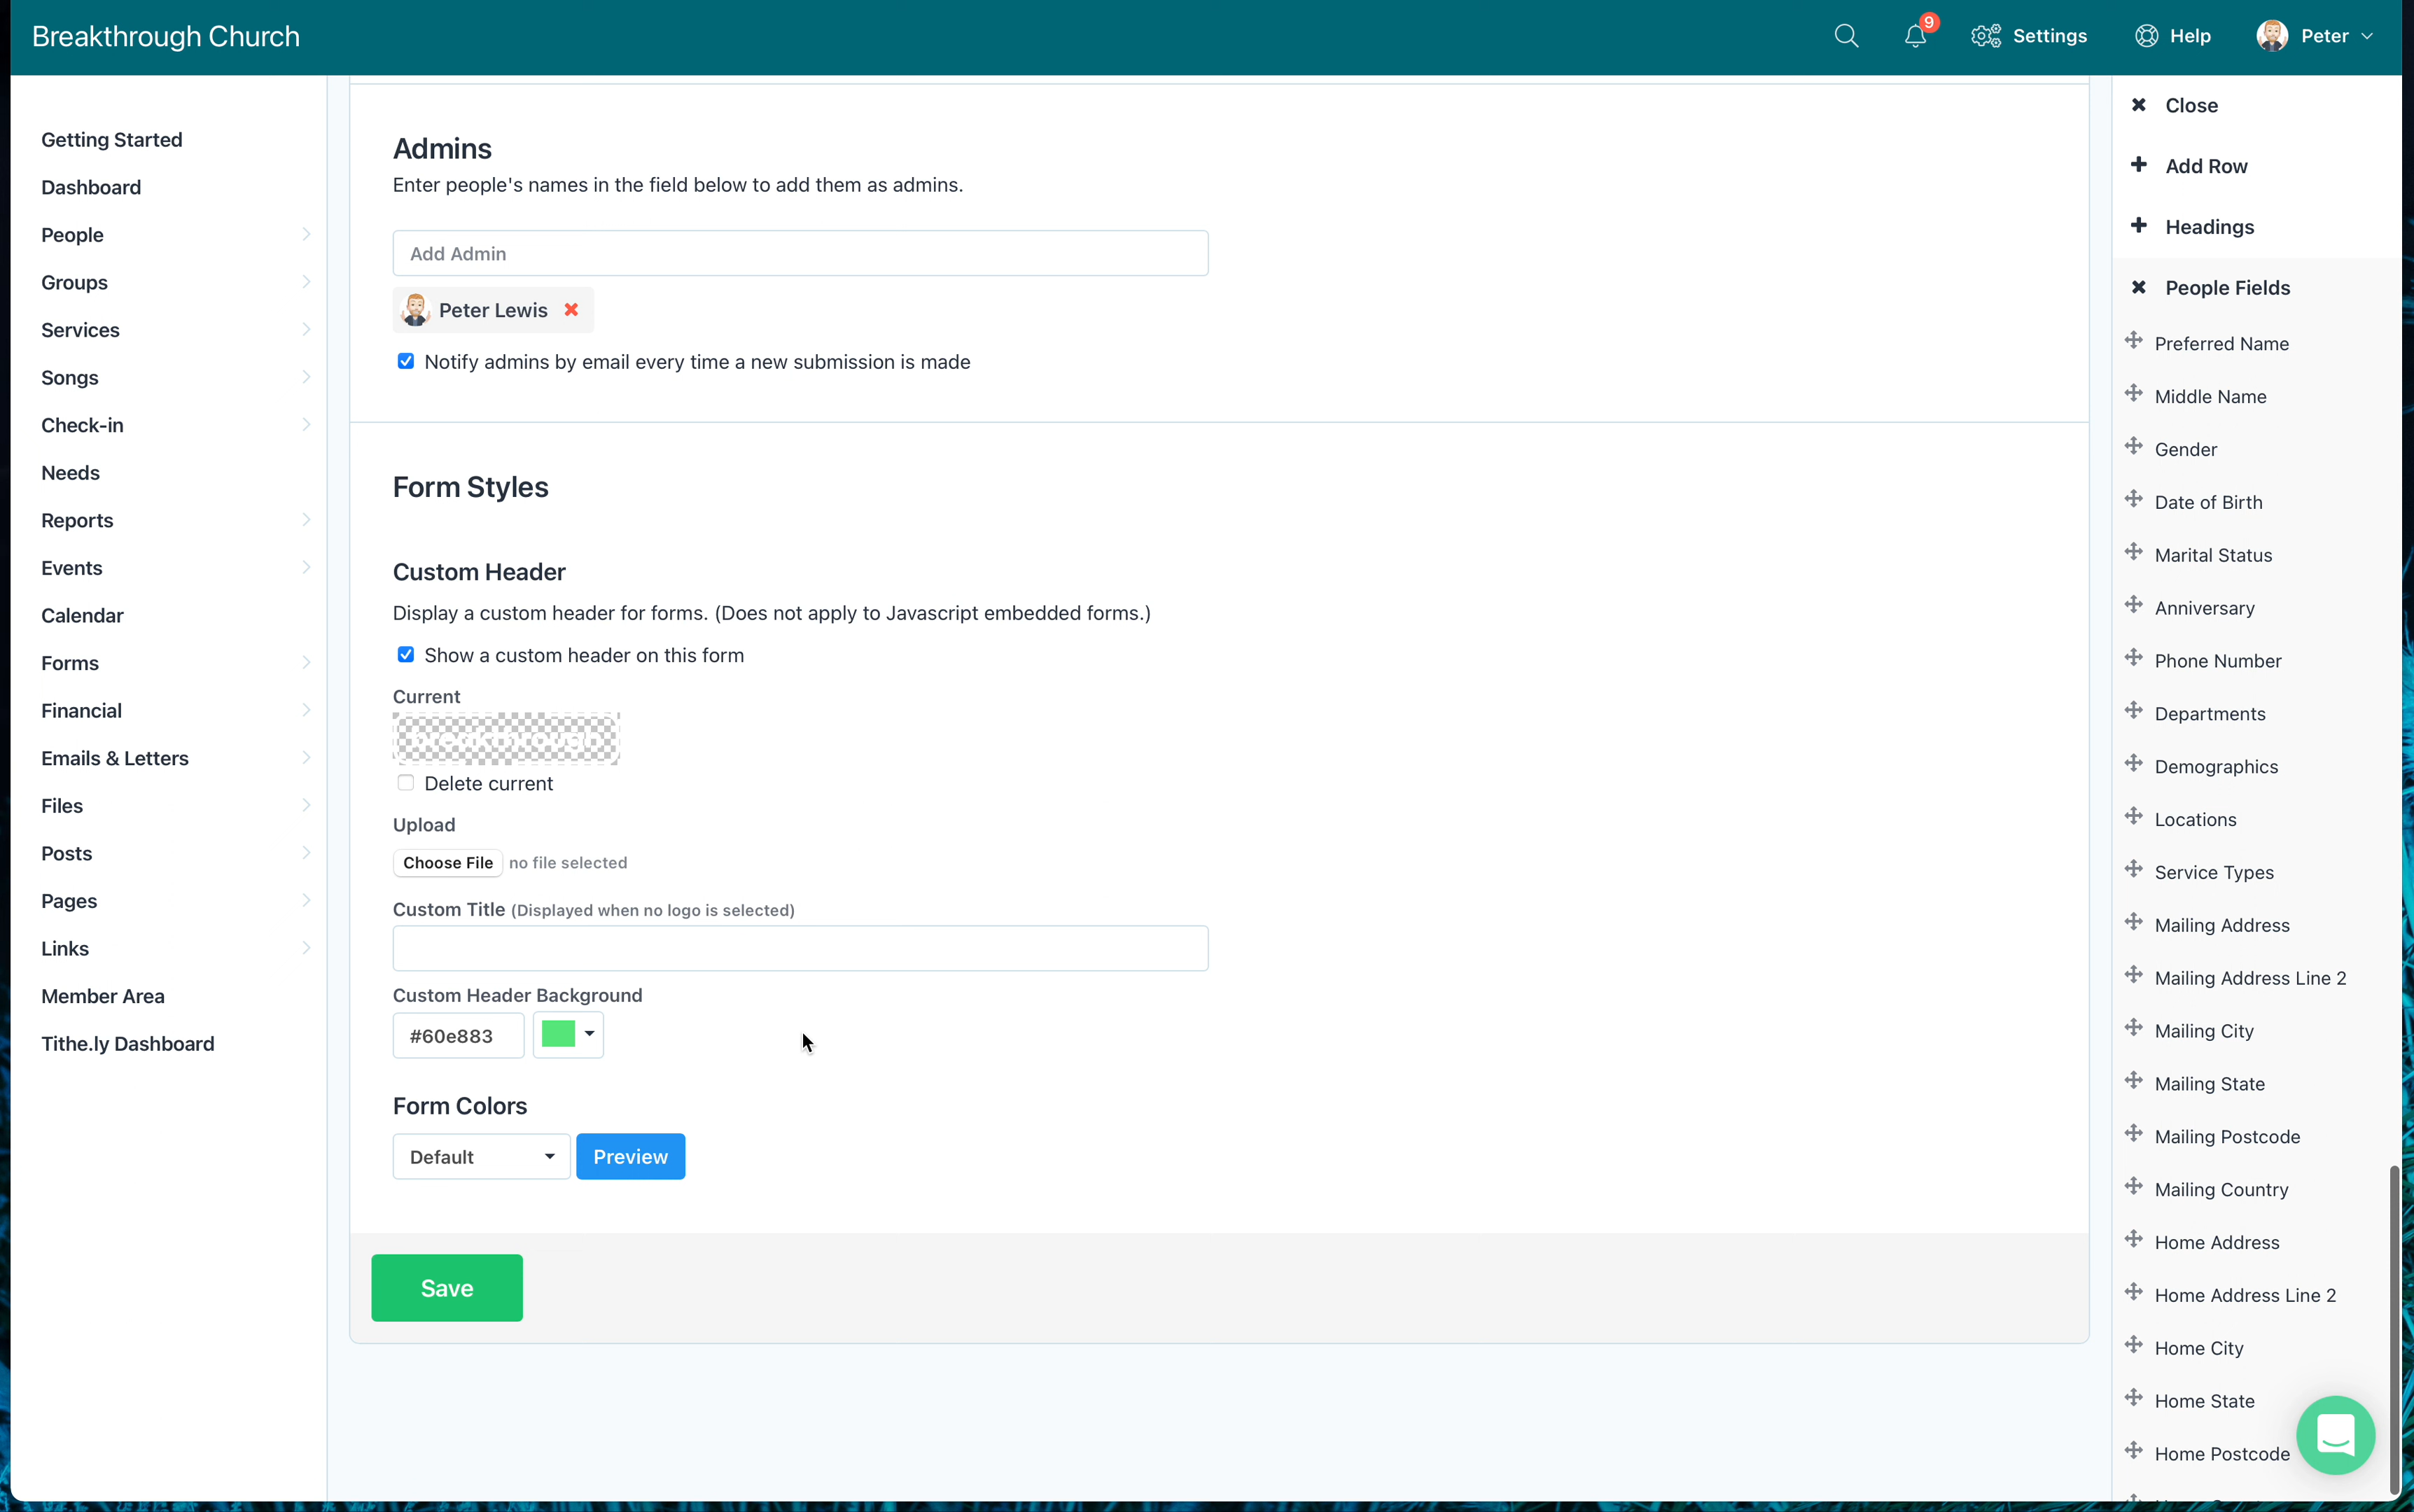 Breakthrough Church
9
Settings
Help
Peter
Getting Started
Dashboard
People
Groups
Services
Songs
Check-in
Needs
Reports
Events
Calendar
Forms
Financial
Emails & Letters
Files
Posts
Pages
Links
Member Area
Tithe.ly Dashboard
Admins
Enter people's names in the field below to add them as admins.
Add Admin
Peter Lewis
Notify admins by email every time a new submission is made
Form Styles
Custom Header
Display a custom header for forms. (Does not apply to Javascript embedded forms.)
Show a custom header on this form
Current
breakthrough
Delete current
Upload
Choose File no file selected
Custom Title (Displayed when no logo is selected)
Custom Header Background
#60e883
Form Colors
Default
Preview
Save
Close
Add Row
Headings
People Fields
Preferred Name
Middle Name
Gender
Date of Birth
Marital Status
Anniversary
Phone Number
Departments
Demographics
Locations
Service Types
Mailing Address
Mailing Address Line 2
Mailing City
Mailing State
Mailing Postcode
Mailing Country
Home Address
Home Address Line 2
Home City
Home State
Home Postcode